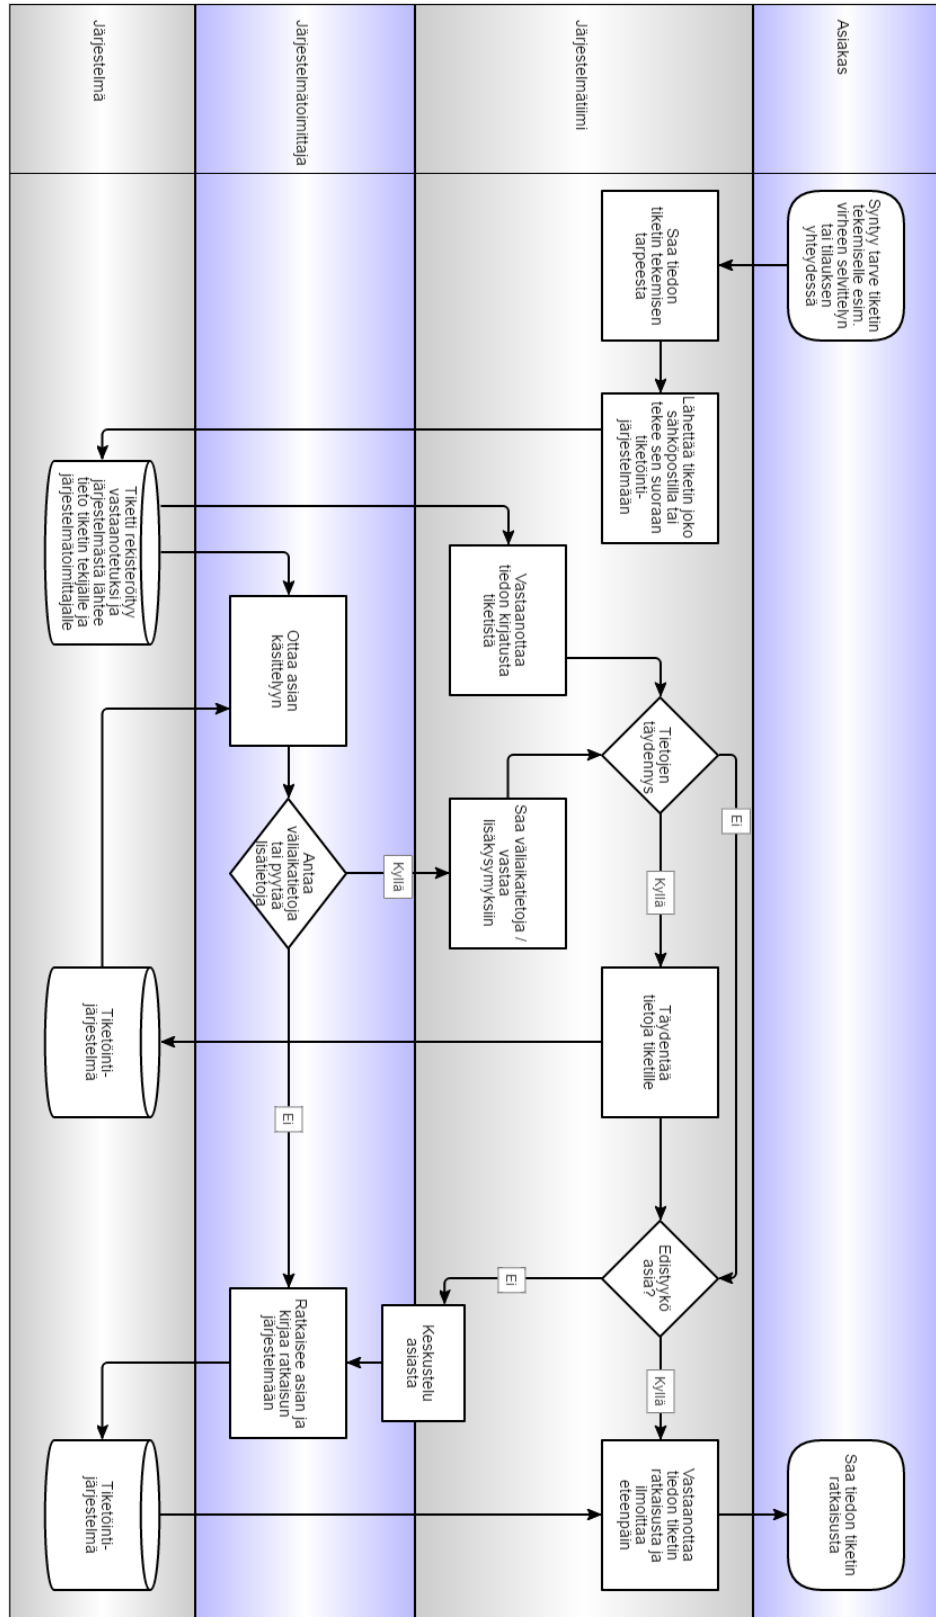 Asiakas
Syntyy tarve tiketin
tekemiselle esim.
virheen selvittelyn
tai tilauksen
yhteydessä
Saa tiedon tiketin
ratkaisusta
Järjestelmätiimi
Saa tiedon
tiketin tekemisen
tarpeesta
Lähettää tiketin joko
sähköpostilla tai
tekee sen suoraan
tiketöinti-
järjestelmään
Vastaanottaa
tiedon kirjatusta
tiketistä
Tietojen
täydennys
Ei
Kyllä
Saa väliaikatietoja /
vastaa
lisäkysymyksiin
Täydentää
tietoja tiketille
Edistyykö
asia?
Ei
Kyllä
Vastaanottaa
tiedon tiketin
ratkaisusta ja
ilmoittaa
eteenpäin
Keskustelu
asiasta
Järjestelmätoimittaja
Ottaa asian
käsittelyyn
Antaa
väliaikatietoja
tai pyytää
lisätietoja
Kyllä
Ei
Ratkaisee asian ja
kirjaa ratkaisun
järjestelmään
Järjestelmä
Tiketti rekisteröityy
vastaanotetuksi ja
järjestelmästä lähtee
tieto tiketin tekijälle ja
järjestelmätoimittajalle
Tiketöinti-
järjestelmä
Tiketöinti-
järjestelmä